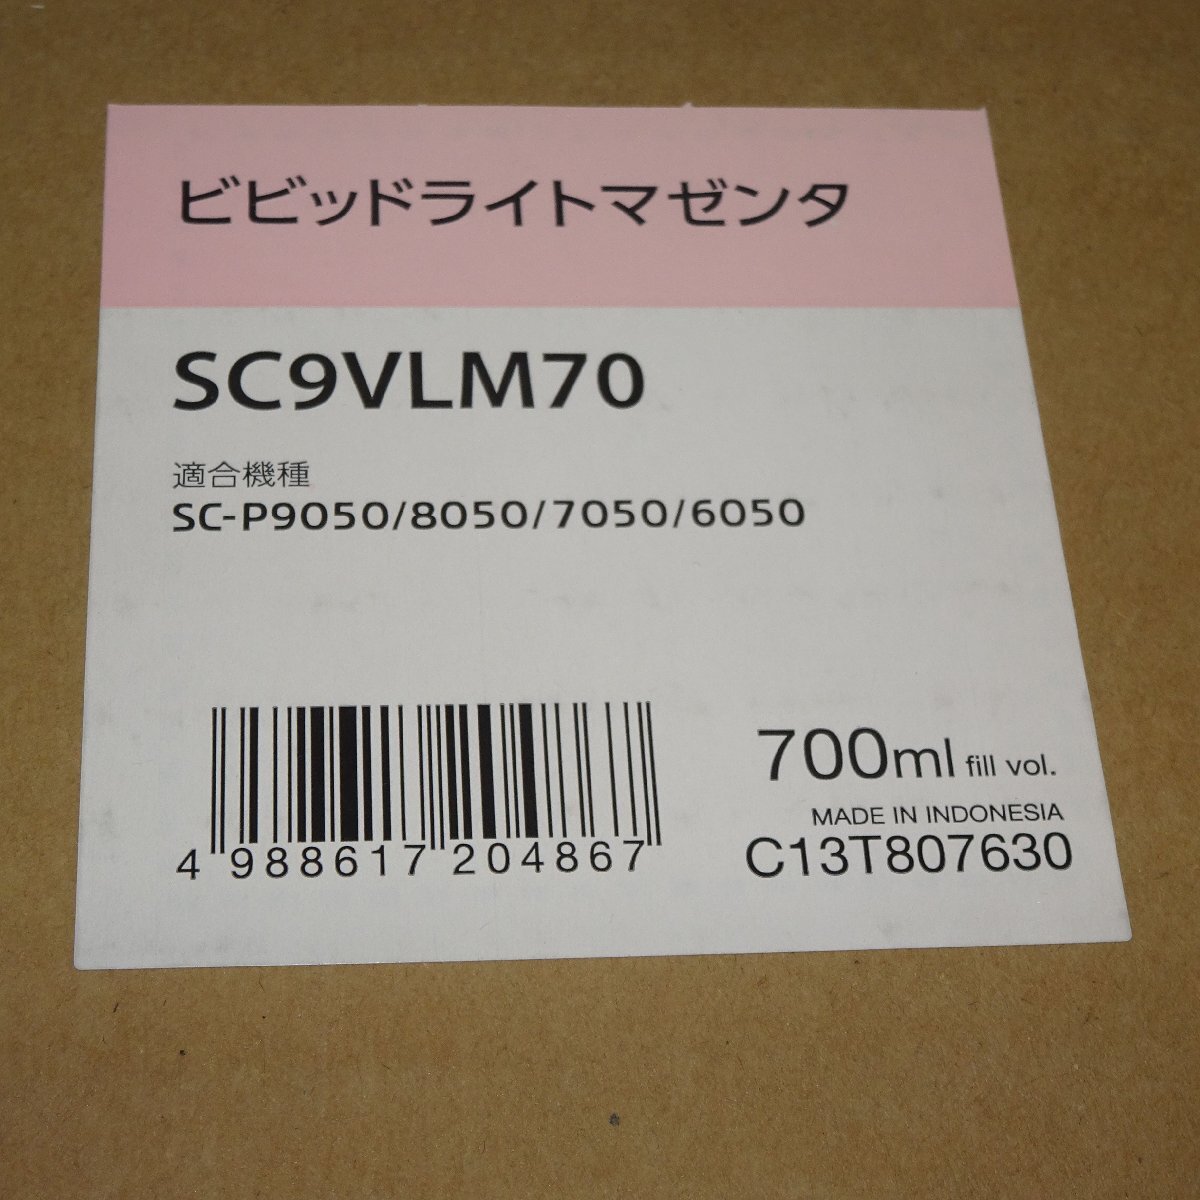 ビビッドライトマゼンタ
SC9VLM70
適合機種
SC-P9050/8050/7050/6050
700ml fill vol.
MADE IN INDONESIA
C13T807630
4 988617 204867